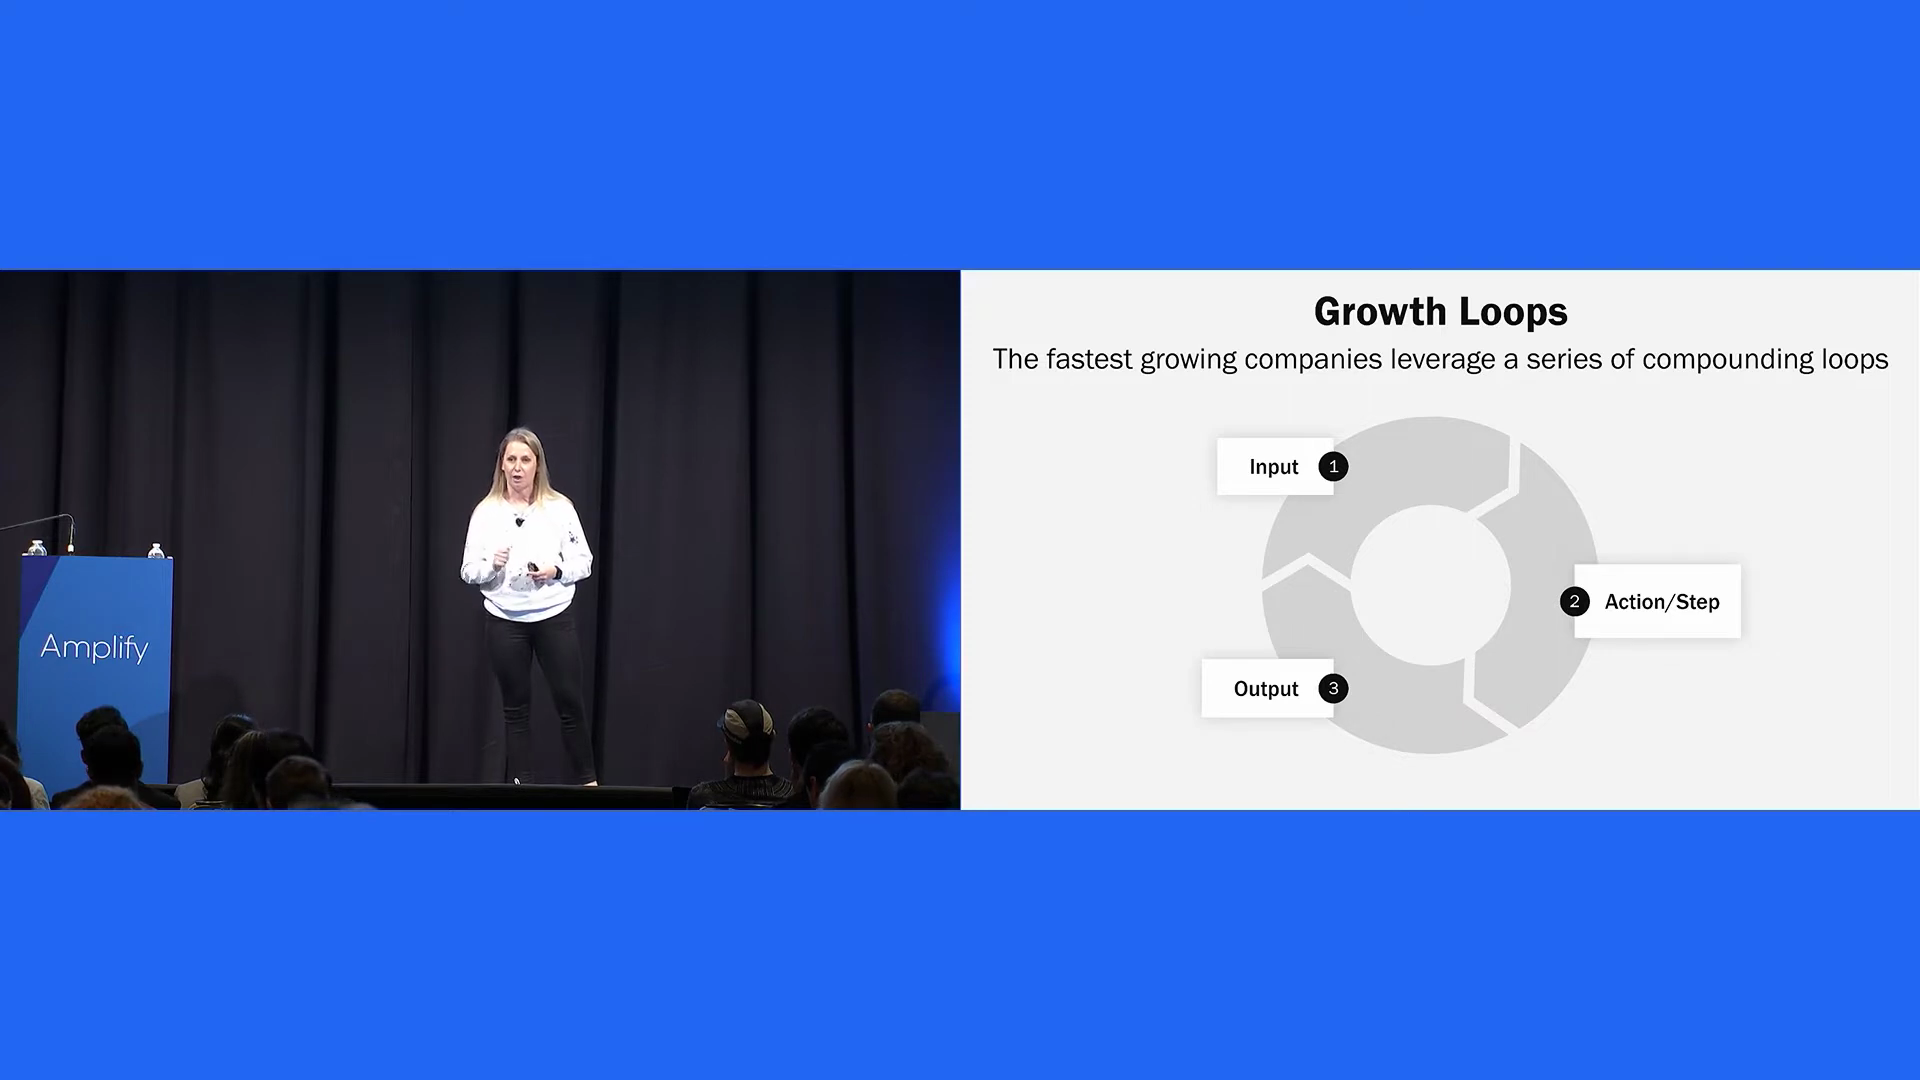 Amplify
Growth Loops
The fastest growing companies leverage a series of compounding loops
Input 1
2 Action/Step
Output 3